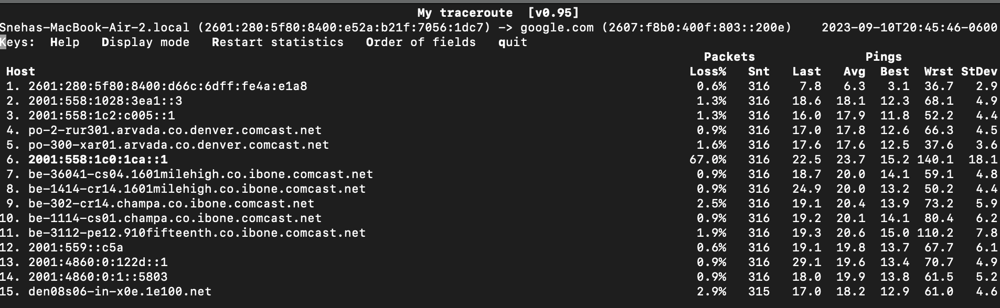 My traceroute  [v0.95]
Snehas-MacBook-Air-2.local (2601:280:5f80:8400:e52a:b21f:7056:1dc7) -> google.com (2607:f8b0:400f:803::200e)    2023-09-10T20:45:46-0600
Keys:  Help   Display mode   Restart statistics   Order of fields   quit
Packets               Pings
Host    Loss%   Snt   Last   Avg  Best  Wrst StDev
1. 2601:280:5f80:8400:d66c:6dff:fe4a:e1a8    0.6%   316    7.8   6.3   3.1  36.7   2.9
2. 2001:558:1028:3ea1::3    1.3%   316   18.6  18.1  12.3  68.1   4.9
3. 2001:558:1c2:c005::1    1.3%   316   16.0  17.9  11.8  52.2   4.4
4. po-2-rur301.arvada.co.denver.comcast.net    0.9%   316   17.0  17.8  12.6  66.3   4.5
5. po-300-xar01.arvada.co.denver.comcast.net    1.6%   316   17.6  17.6  12.5  37.6   3.6
6. 2001:558:1c0:1ca::1    67.0%   316   22.5  23.7  15.2 140.1  18.1
7. be-36041-cs04.1601milehigh.co.ibone.comcast.net    0.9%   316   18.7  20.0  14.1  59.1   4.8
8. be-1414-cr14.1601milehigh.co.ibone.comcast.net    0.9%   316   24.9  20.0  13.2  50.2   4.4
9. be-302-cr14.champa.co.ibone.comcast.net    2.5%   316   19.1  20.4  13.9  73.2   5.9
10. be-1114-cs01.champa.co.ibone.comcast.net    0.9%   316   19.2  20.1  14.1  80.4   6.2
11. be-3112-pe12.910fifteenth.co.ibone.comcast.net    1.9%   316   19.3  20.6  15.0 110.2   7.8
12. 2001:559::c5a    0.6%   316   19.1  19.8  13.7  67.7   6.1
13. 2001:4860:0:122d::1    0.9%   316   29.1  19.6  13.4  70.7   4.9
14. 2001:4860:0:1::5803    0.9%   316   18.0  19.9  13.8  61.5   5.2
15. den08s06-in-x0e.1e100.net    2.9%   315   17.0  18.2  12.9  61.0   4.6